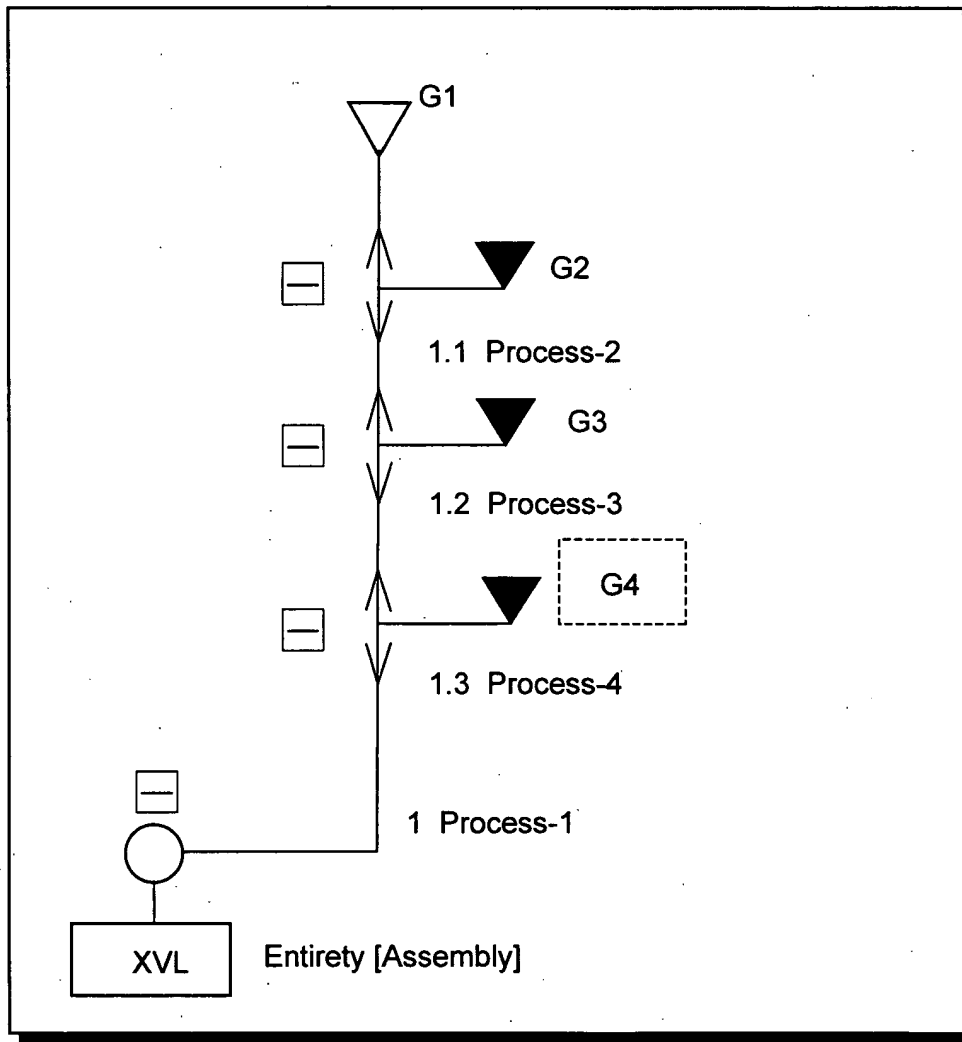 G1
G2
1.1 Process-2
G3
1.2 Process-3
G4
1.3 Process-4
1 Process-1
XVL
Entirety [Assembly]